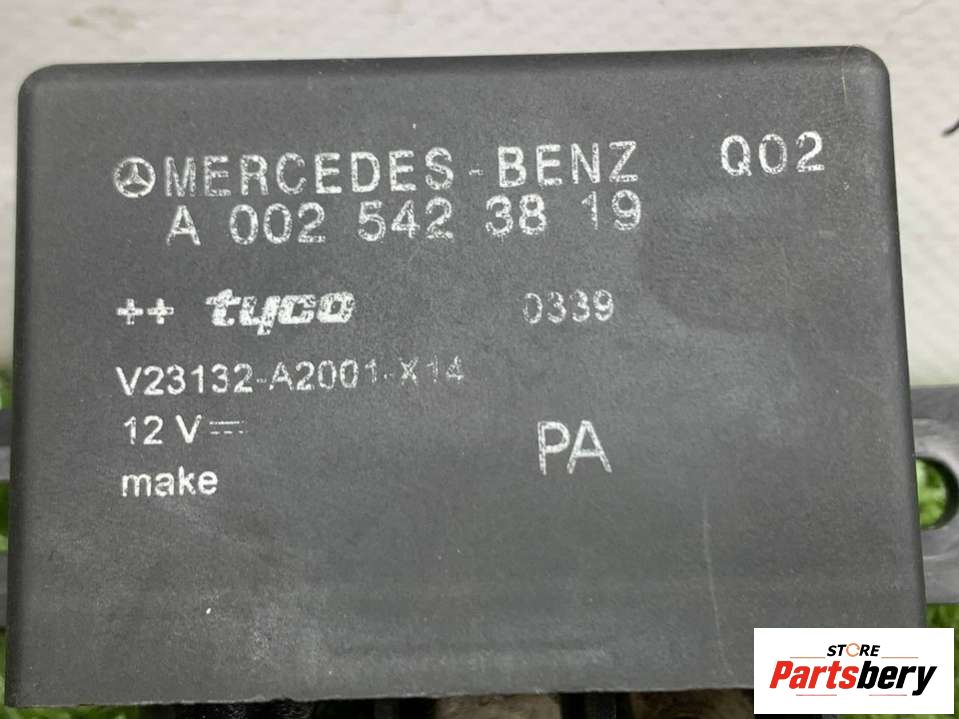 MERCEDES-BENZ Q02
A 002 542 38 19
++ tyco 0339
V23132-A2001-X14
12 V
make
PA
STORE
Partsbery